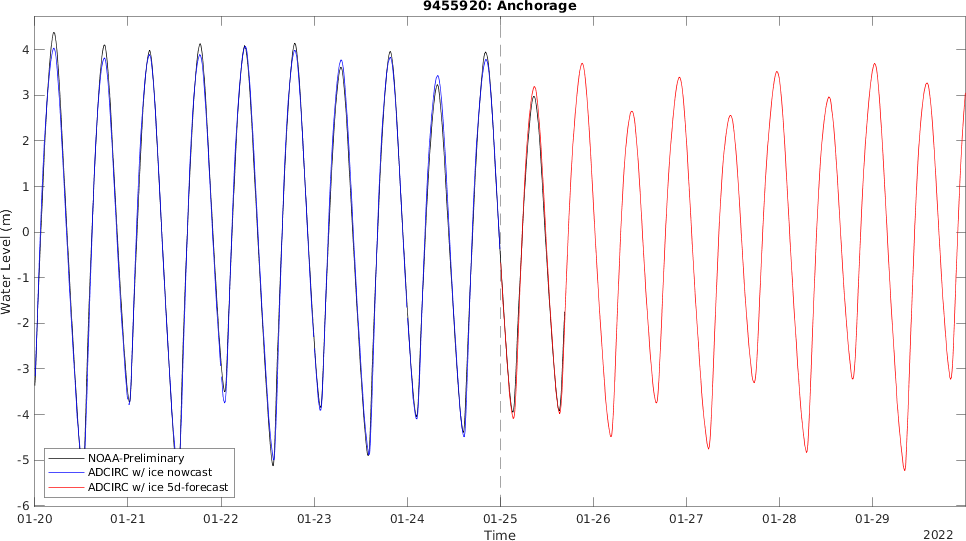 9455920: Anchorage
4
3
2
1
0
-1
-2
-3
-4
-5
-6
Water Level (m)
NOAA-Preliminary
ADCIRC w/ ice nowcast
ADCIRC w/ ice 5d-forecast
01-20 01-21 01-22 01-23 01-24 01-25 01-26 01-27 01-28 01-29
Time
2022